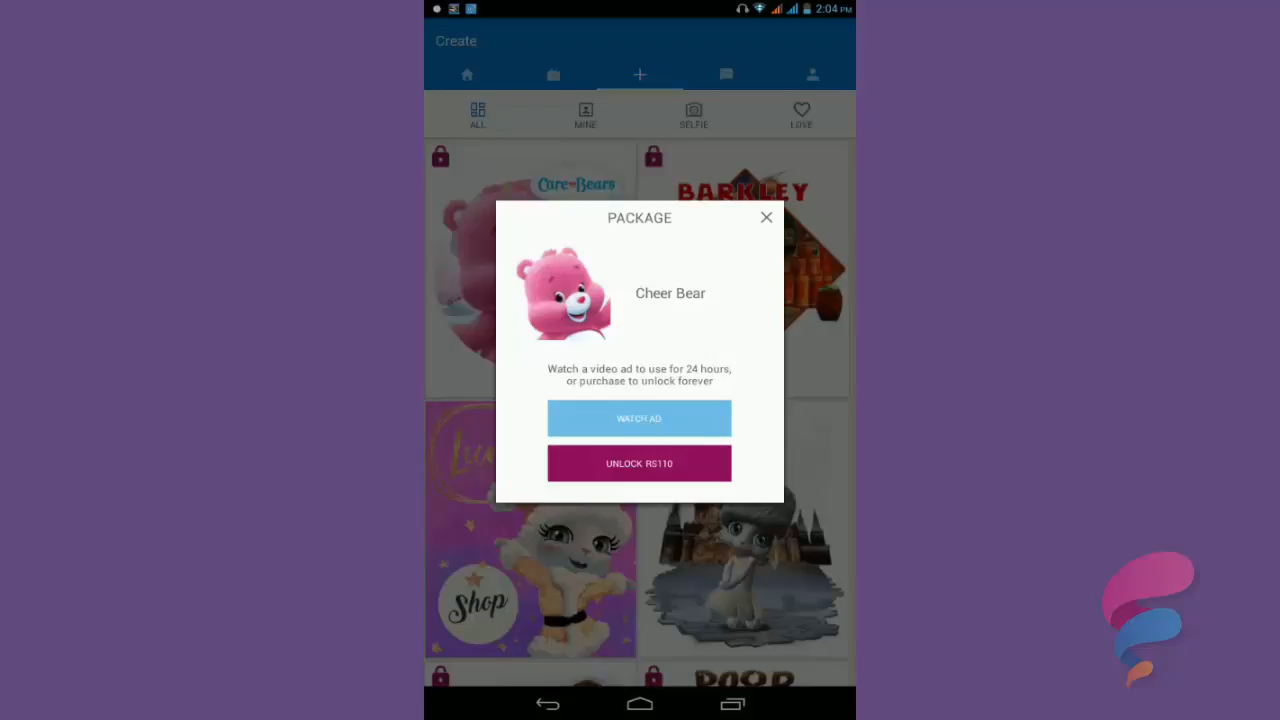 2:04 PM
Create
ALL
MINE
SELFIE
LOVE
Care Bears
BARKLEY
PACKAGE
Cheer Bear
Watch a video ad to use for 24 hours,
or purchase to unlock forever
WATCH AD
UNLOCK RS110
Shop